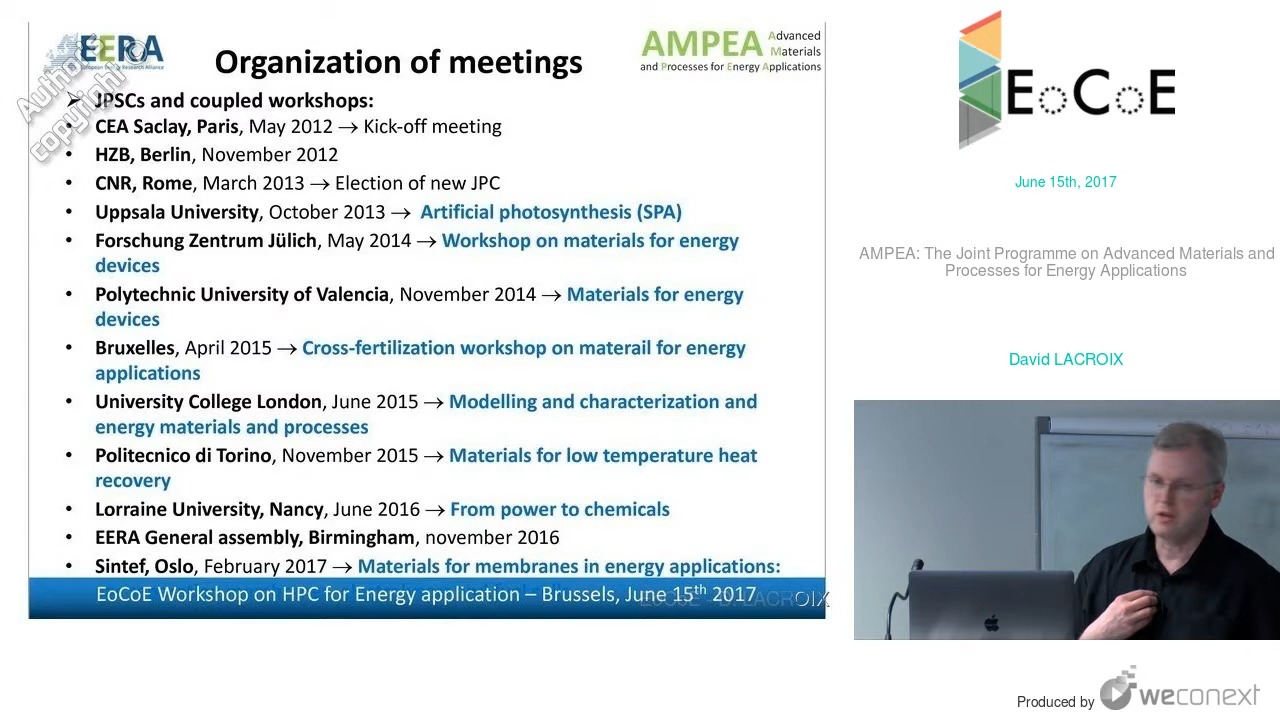 EERA
European Energy Research Alliance
Author's copyright ©
Organization of meetings
AMPEA Advanced
Materials
and Processes for Energy Applications
➢ JPSCs and coupled workshops:
• CEA Saclay, Paris, May 2012 → Kick-off meeting
• HZB, Berlin, November 2012
• CNR, Rome, March 2013 → Election of new JPC
• Uppsala University, October 2013 → Artificial photosynthesis (SPA)
• Forschung Zentrum Jülich, May 2014 → Workshop on materials for energy
devices
• Polytechnic University of Valencia, November 2014 → Materials for energy
devices
• Bruxelles, April 2015 → Cross-fertilization workshop on materail for energy
applications
• University College London, June 2015 → Modelling and characterization and
energy materials and processes
• Politecnico di Torino, November 2015 → Materials for low temperature heat
recovery
• Lorraine University, Nancy, June 2016 → From power to chemicals
• EERA General assembly, Birmingham, november 2016
• Sintef, Oslo, February 2017 → Materials for membranes in energy applications:
EoCoE Workshop on HPC for Energy application – Brussels, June 15th 2017
EoCoE - D. LACROIX
EoCoE
June 15th, 2017
AMPEA: The Joint Programme on Advanced Materials and
Processes for Energy Applications
David LACROIX
Produced by weconext